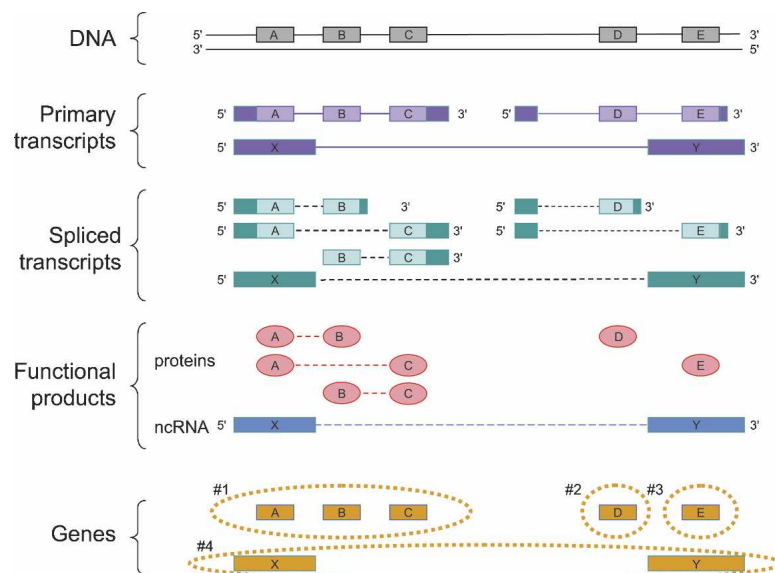 DNA
5' A B C D E 3'
3' 5'
Primary transcripts
5' A B C 3' 5' D E 3'
5' X Y 3'
Spliced transcripts
A B 3' D 3'
5' 5'
5' A C 3' 5' E
B C 3' 3'
5' X Y 3'
Functional products
proteins
A B D
A C E
B C
ncRNA 5' X Y 3'
Genes
#1 #2 #3
A B C D E
#4
X Y